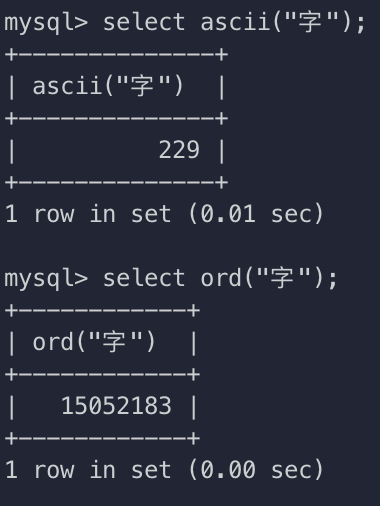 mysql> select ascii("字");
+--------------+
| ascii("字")  |
+--------------+
|          229 |
+--------------+
1 row in set (0.01 sec)

mysql> select ord("字");
+------------+
| ord("字")  |
+------------+
|   15052183 |
+------------+
1 row in set (0.00 sec)